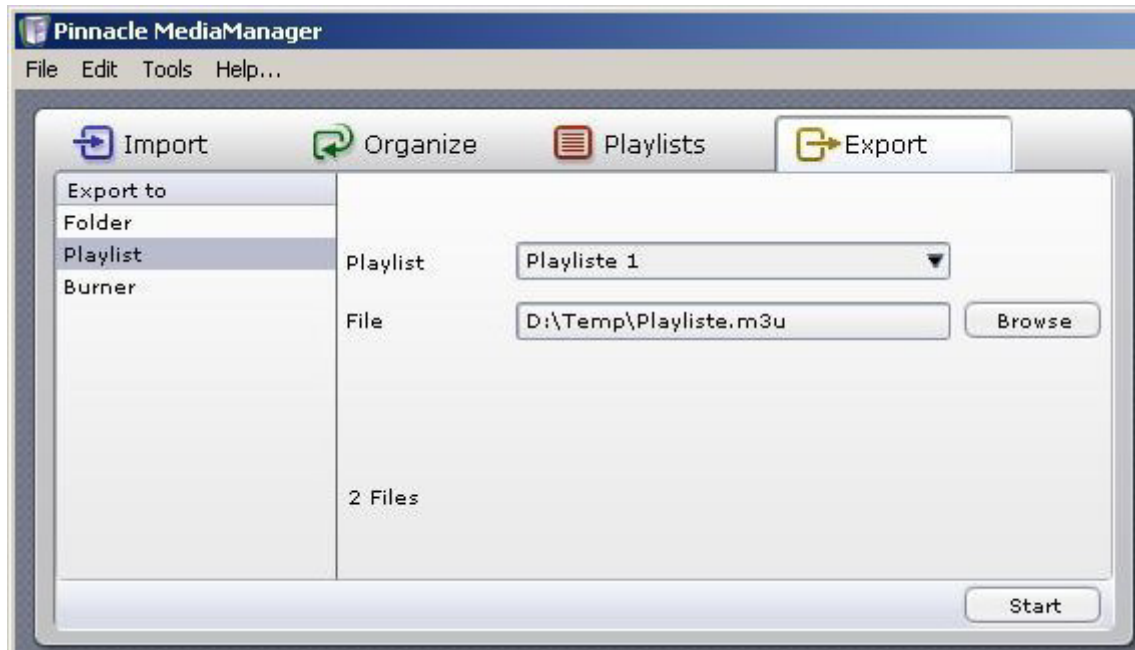 Pinnacle MediaManager
File Edit Tools Help...
Import Organize Playlists Export
Export to
Folder
Playlist
Burner
Playlist Playliste 1
File D:\Temp\Playliste.m3u Browse
2 Files
Start